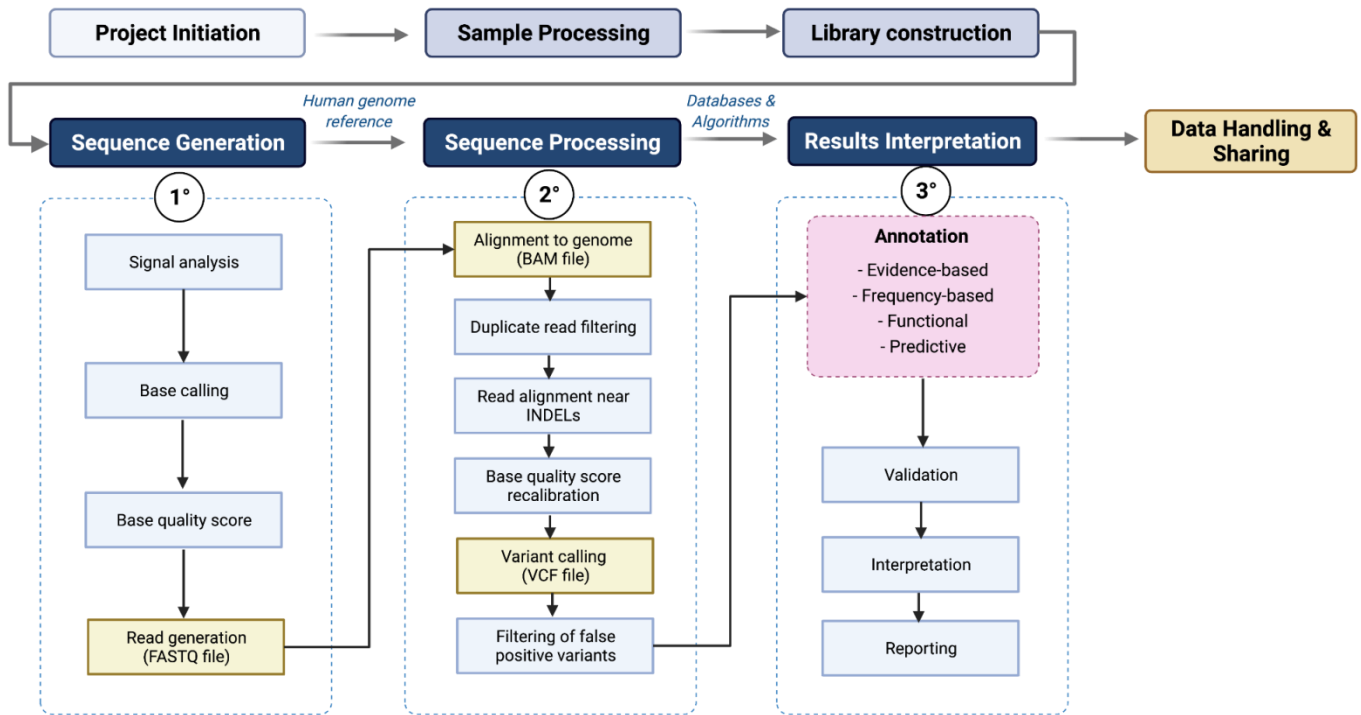 Project Initiation
Sample Processing
Library construction
Human genome
reference
Databases &
Algorithms
Sequence Generation
Sequence Processing
Results Interpretation
Data Handling &
Sharing
1°
Signal analysis
Base calling
Base quality score
Read generation
(FASTQ file)
2°
Alignment to genome
(BAM file)
Duplicate read filtering
Read alignment near
INDELs
Base quality score
recalibration
Variant calling
(VCF file)
Filtering of false
positive variants
3°
Annotation
- Evidence-based
- Frequency-based
- Functional
- Predictive
Validation
Interpretation
Reporting